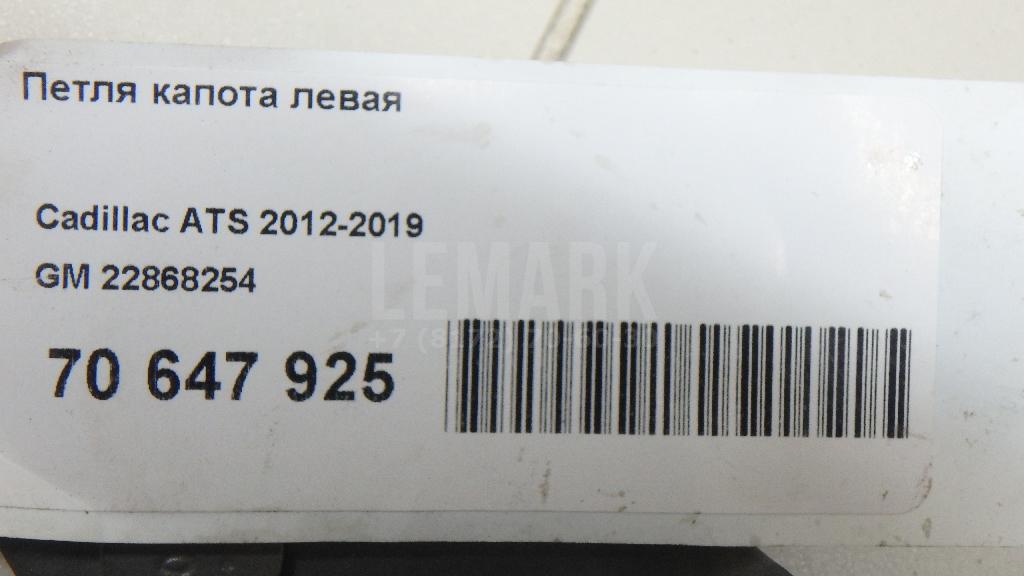 Петля капота левая
Cadillac ATS 2012-2019
GM 22868254
LEMARK
70 647 925